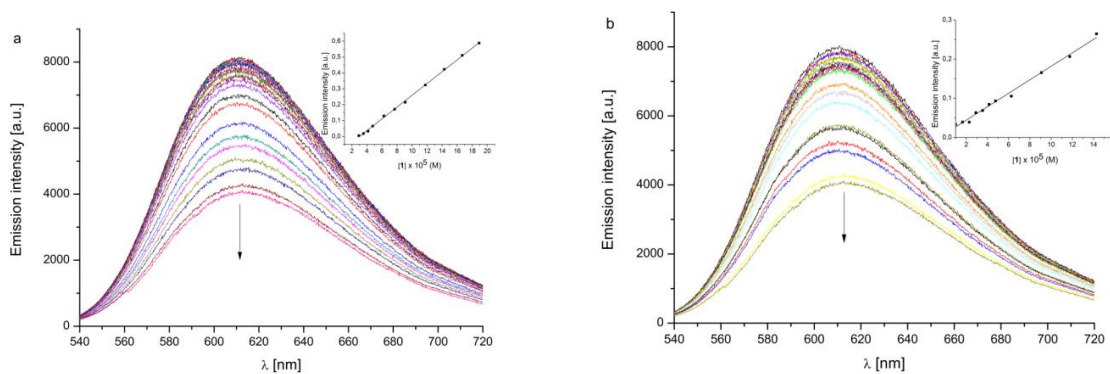 a
Emission intensity [a.u.]
8000
6000
4000
2000
0
540 560 580 600 620 640 660 680 700 720
λ [nm]
Emission intensity [a.u.]
0,6
0,5
0,4
0,3
0,2
0,1
0,0
2 4 6 8 10 12 14 16 18 20
[1] x 10⁵ (M)
b
Emission intensity [a.u.]
8000
6000
4000
2000
0
540 560 580 600 620 640 660 680 700 720
λ [nm]
Emission intensity [a.u.]
0,3
0,2
0,1
0,0
2 4 6 8 10 12 14
[1] x 10⁵ (M)